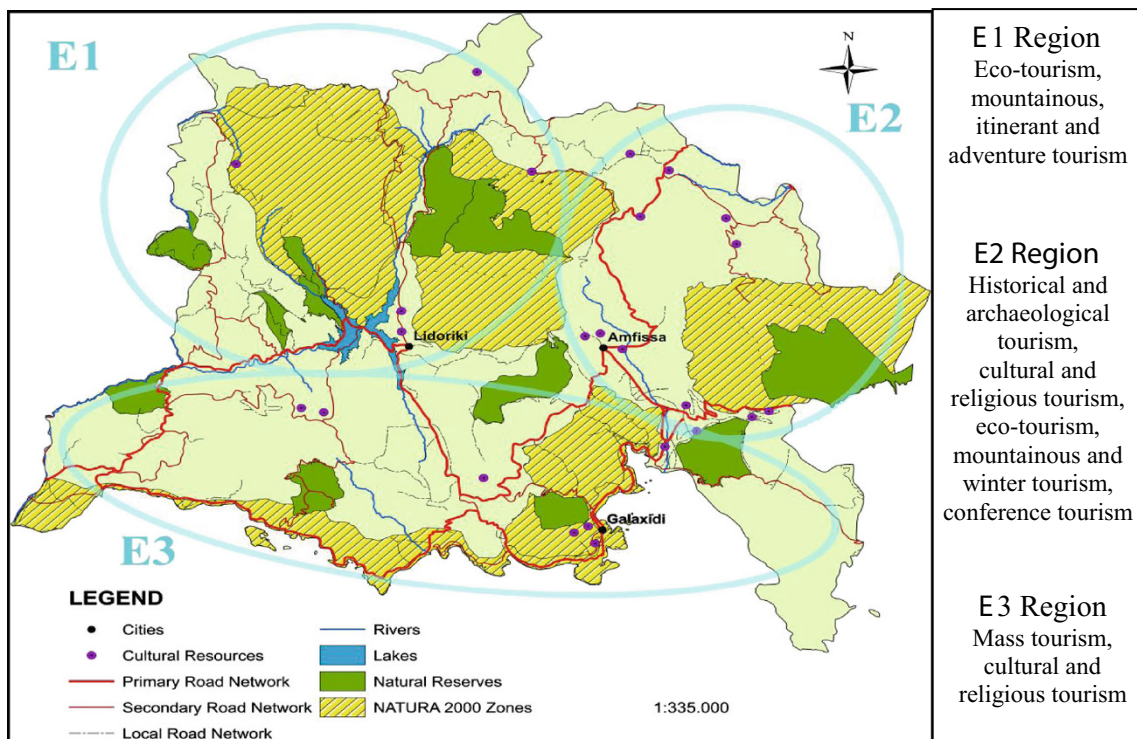 E1
N
E2
Lidoriki
Amfissa
Galaxídi
E3
LEGEND
Cities
Cultural Resources
Primary Road Network
Secondary Road Network
Local Road Network
Rivers
Lakes
Natural Reserves
NATURA 2000 Zones
1:335.000
E1 Region
Eco-tourism,
mountainous,
itinerant and
adventure tourism
E2 Region
Historical and
archaeological
tourism,
cultural and
religious tourism,
eco-tourism,
mountainous and
winter tourism,
conference tourism
E3 Region
Mass tourism,
cultural and
religious tourism